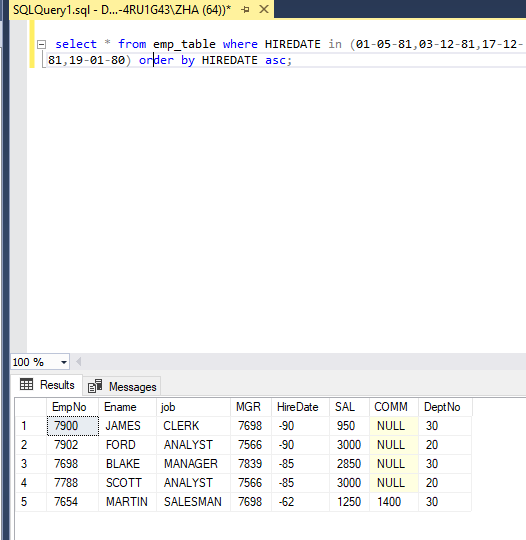 SQLQuery1.sql - D...-4RU1G43\ZHA (64))*
select * from emp_table where HIREDATE in (01-05-81,03-12-81,17-12-
81,19-01-80) order by HIREDATE asc;
100 %
Results Messages
EmpNo Ename job MGR HireDate SAL COMM DeptNo
1 7900 JAMES CLERK 7698 -90 950 NULL 30
2 7902 FORD ANALYST 7566 -90 3000 NULL 20
3 7698 BLAKE MANAGER 7839 -85 2850 NULL 30
4 7788 SCOTT ANALYST 7566 -85 3000 NULL 20
5 7654 MARTIN SALESMAN 7698 -62 1250 1400 30